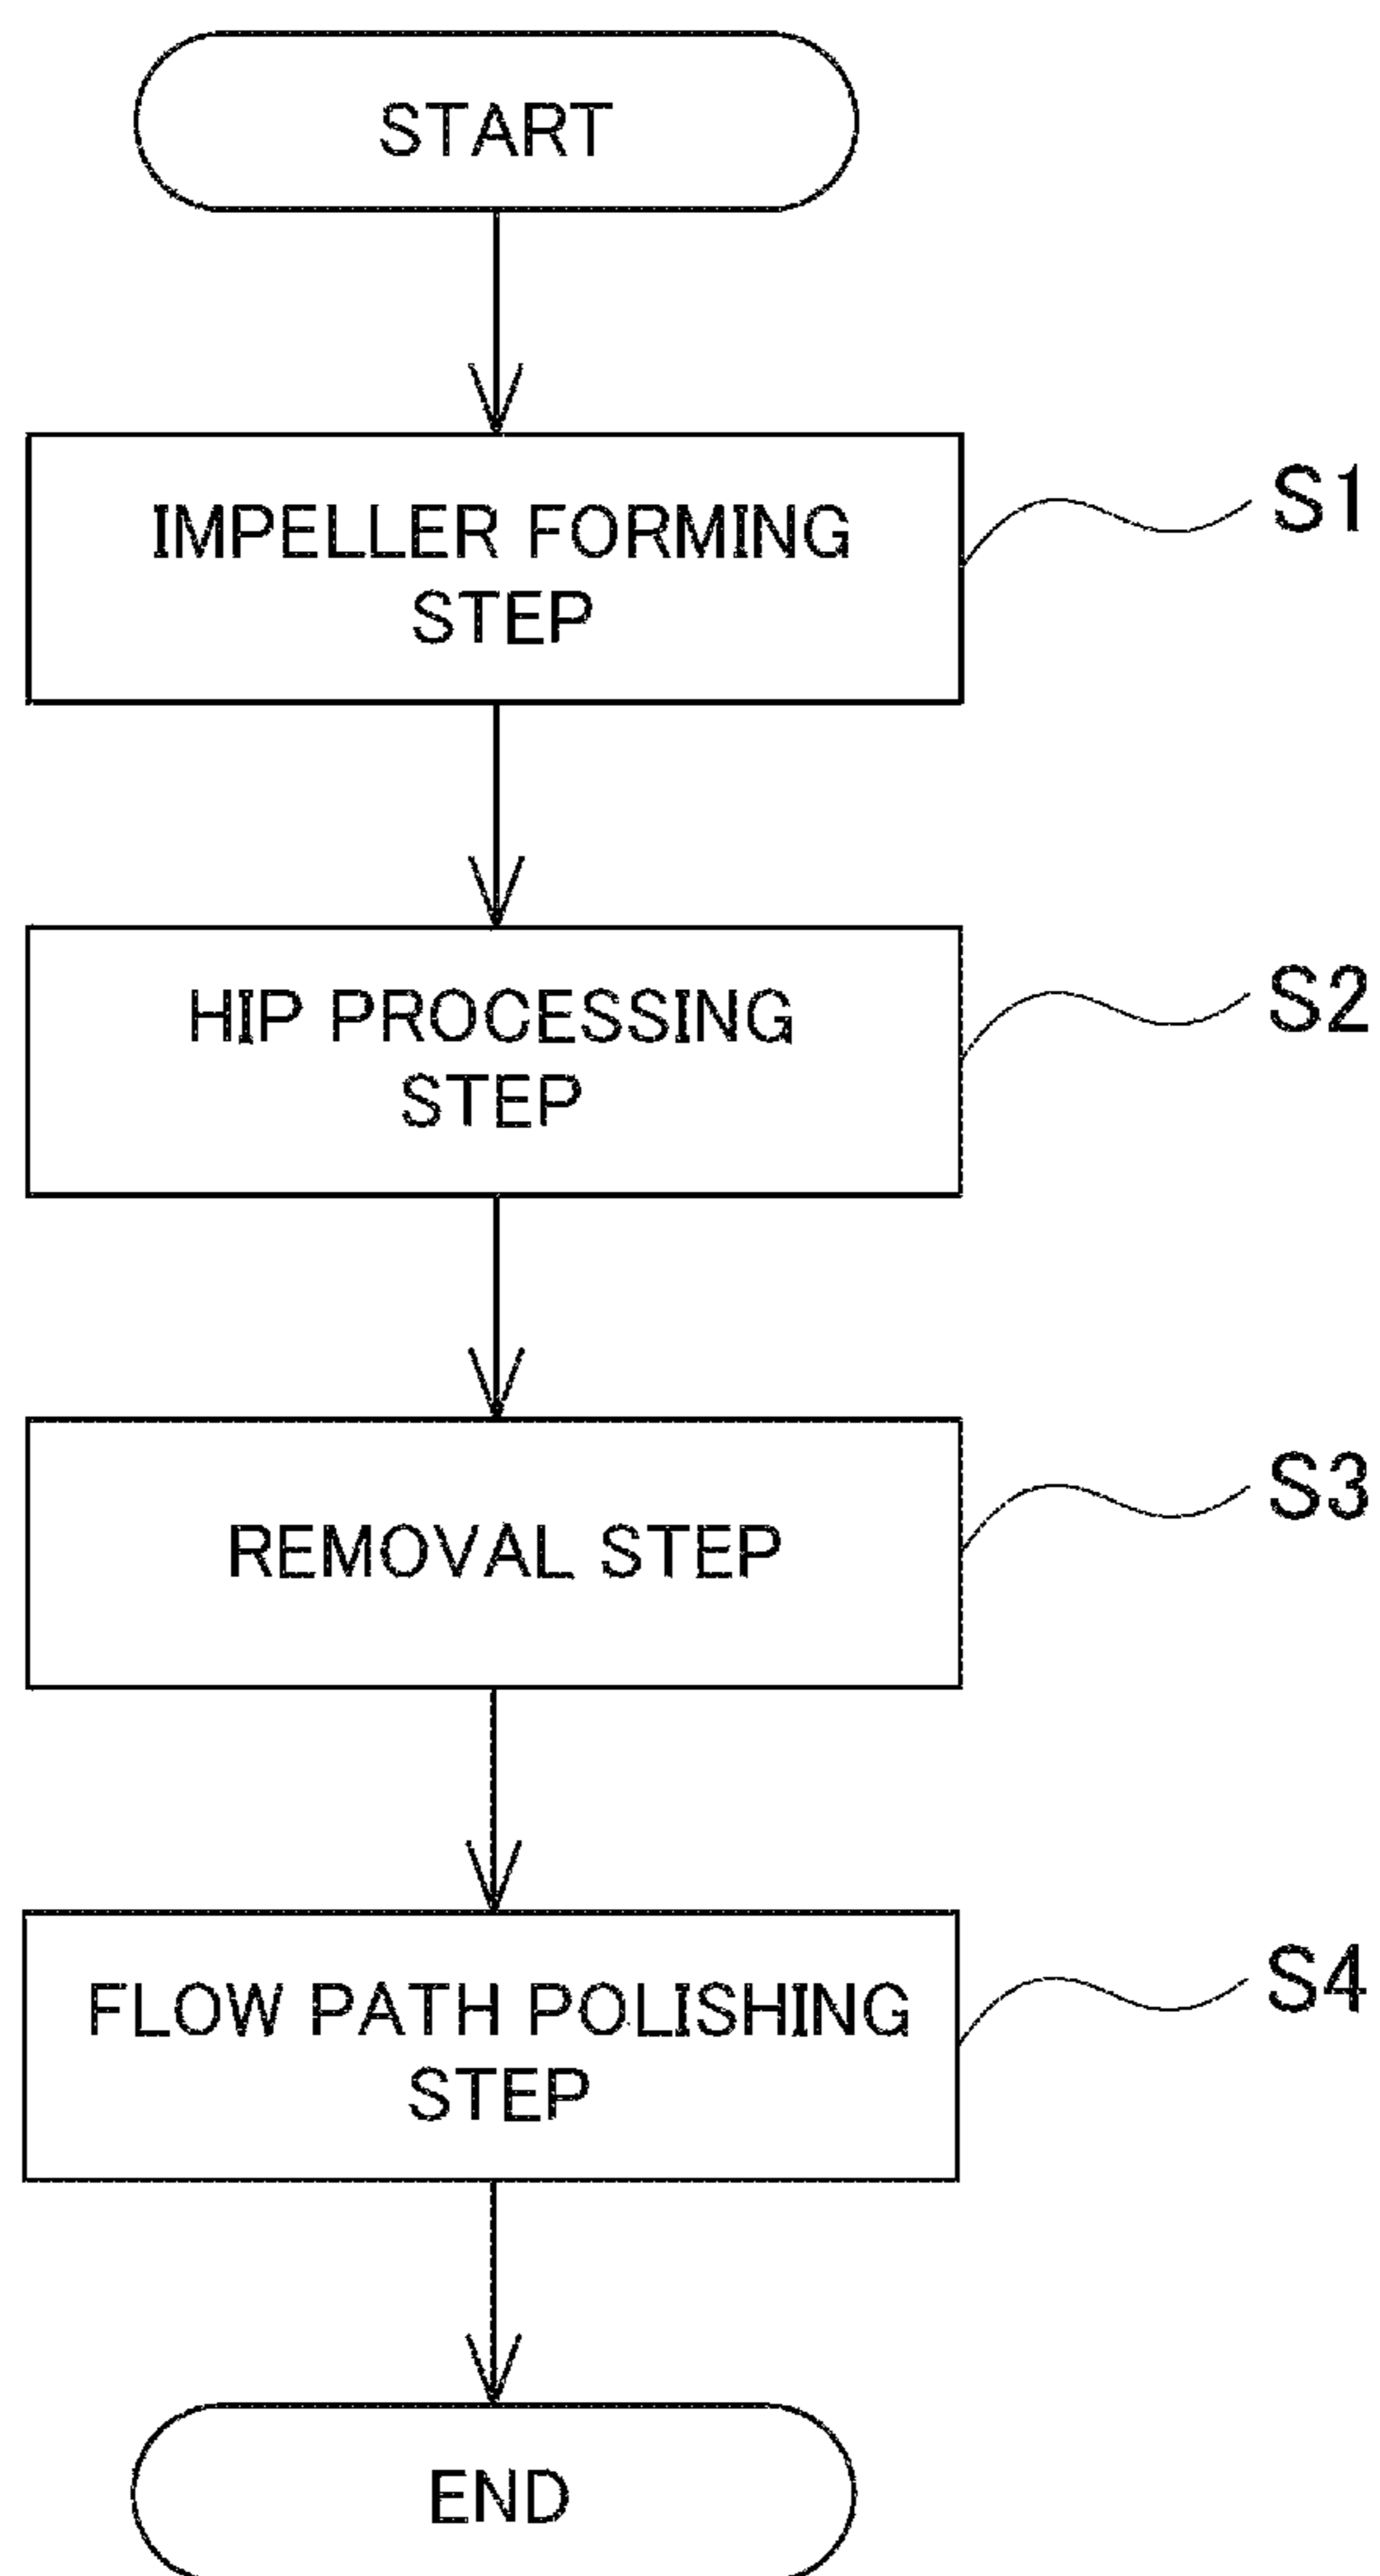 START
IMPELLER FORMING
STEP
S1
HIP PROCESSING
STEP
S2
REMOVAL STEP
S3
FLOW PATH POLISHING
STEP
S4
END